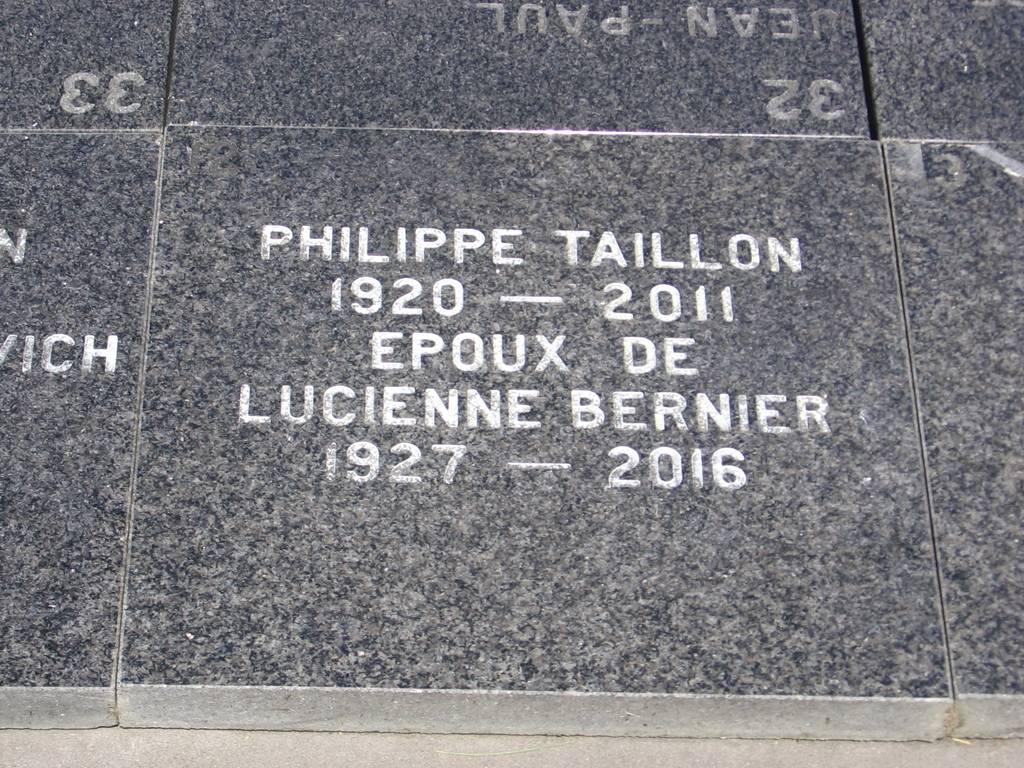 JEAN-PAUL
32
33
PHILIPPE TAILLON
1920 — 2011
EPOUX DE
LUCIENNE BERNIER
1927 — 2016
N
VICH